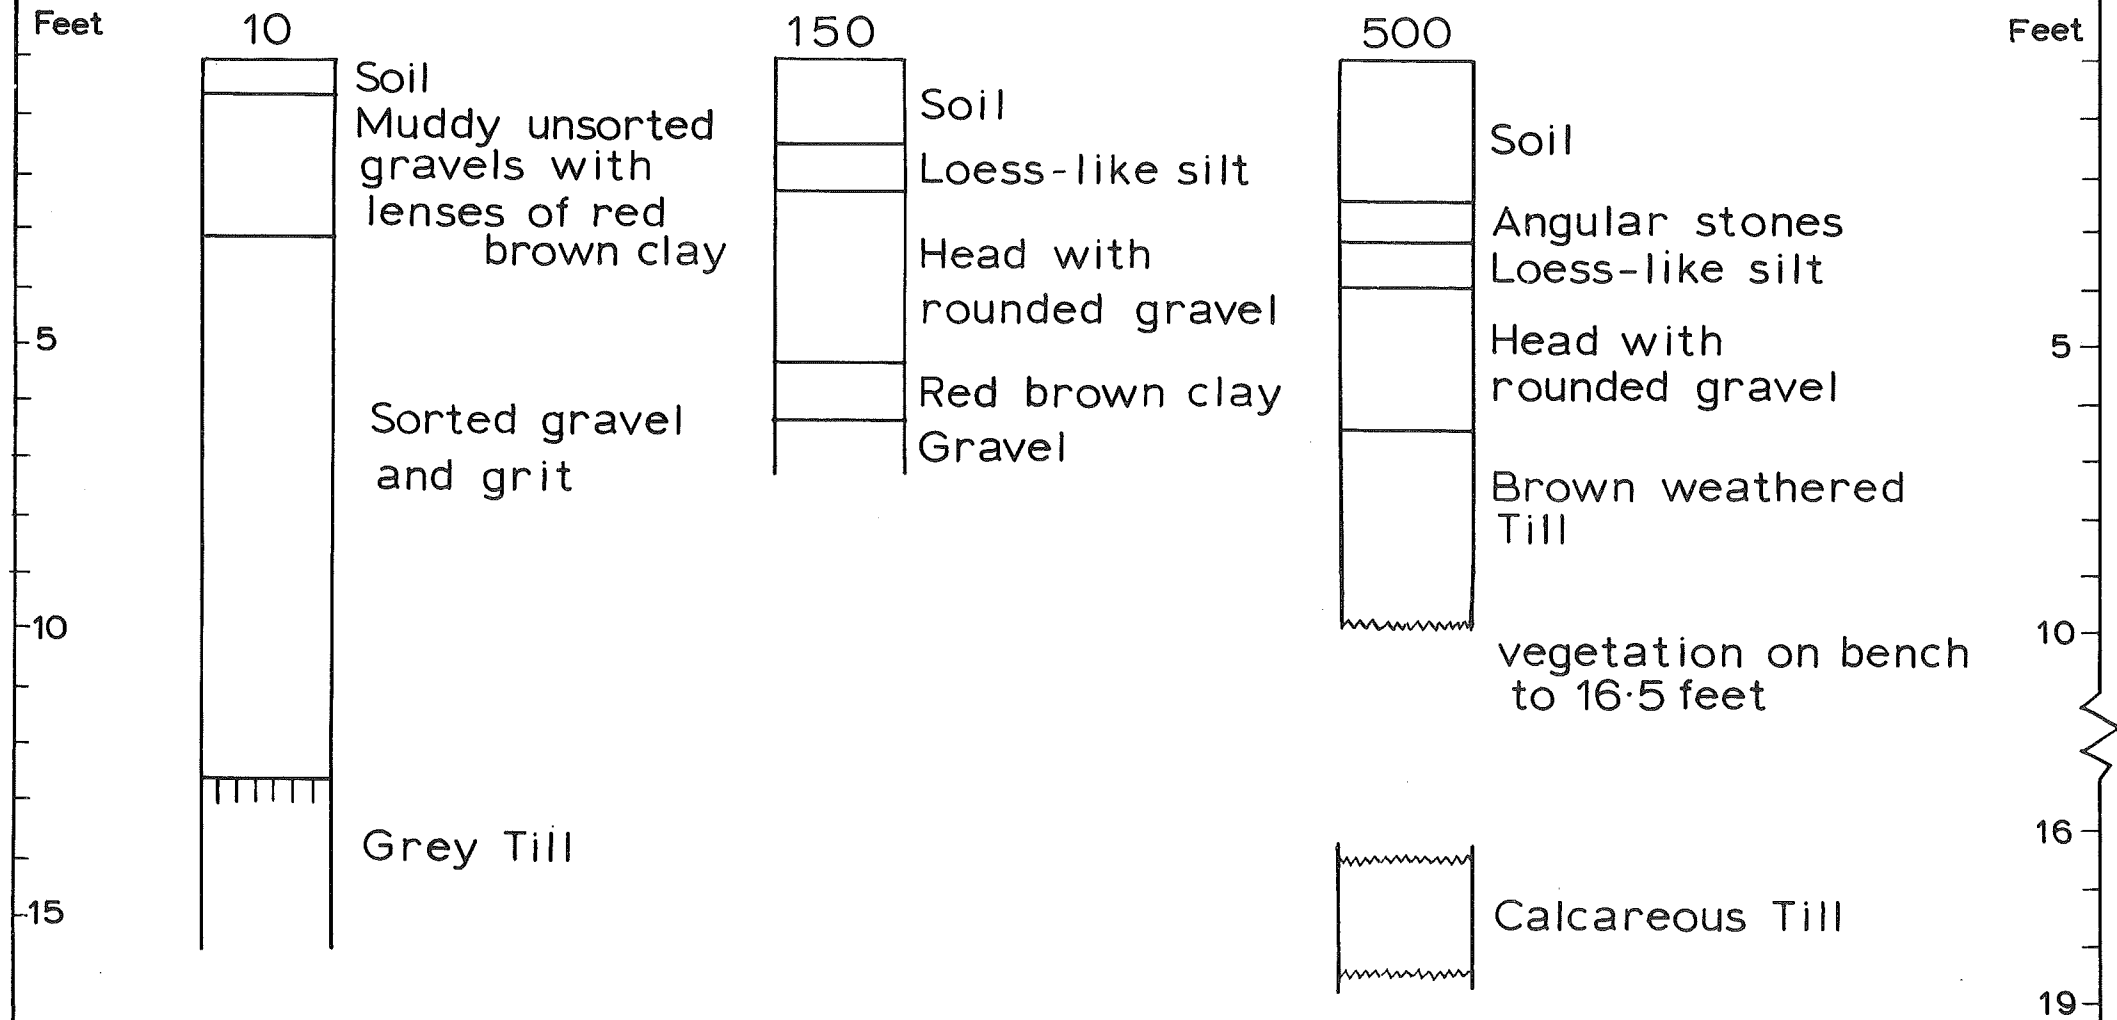 Feet
10
150
500
Feet
Soil
Muddy unsorted
gravels with
lenses of red
brown clay
Sorted gravel
and grit
Grey Till
Soil
Loess-like silt
Head with
rounded gravel
Red brown clay
Gravel
Soil
Angular stones
Loess-like silt
Head with
rounded gravel
Brown weathered
Till
vegetation on bench
to 16·5 feet
Calcareous Till
5
10
15
5
10
16
19